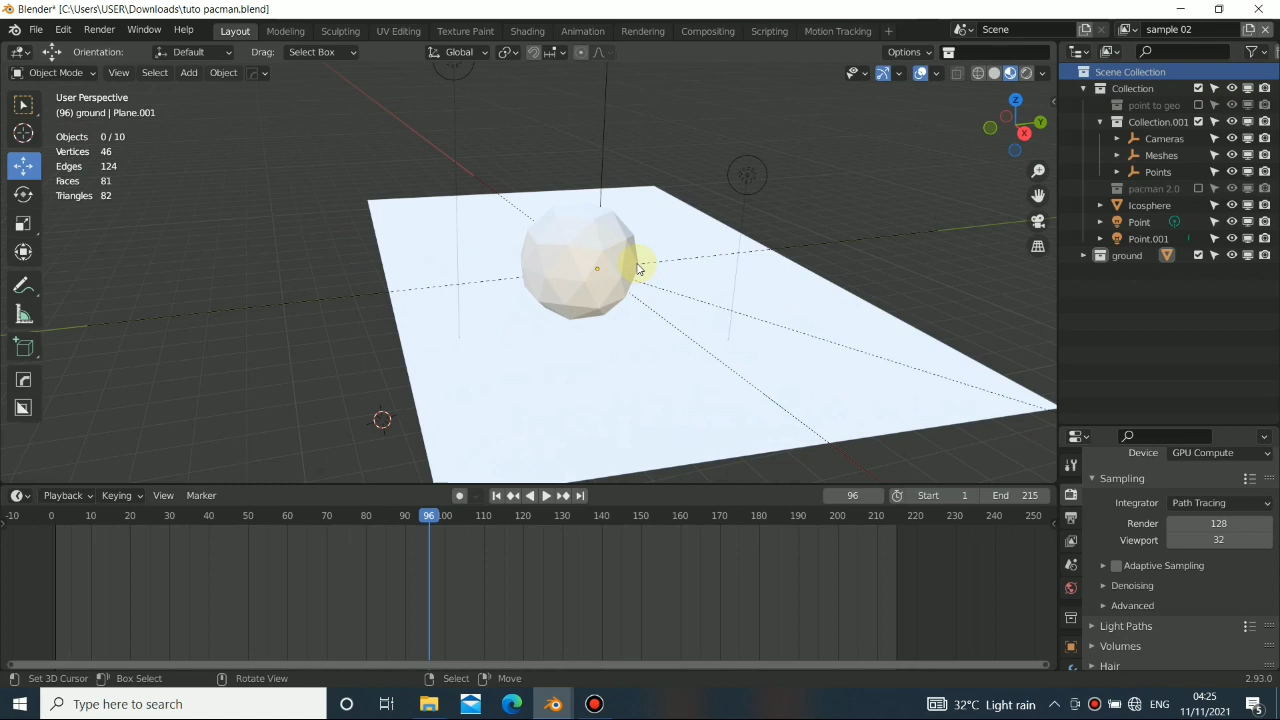 Blender* [C:\Users\USER\Downloads\tuto pacman.blend]
File Edit Render Window Help Layout Modeling Sculpting UV Editing Texture Paint Shading Animation Rendering Compositing Scripting Motion Tracking + Scene sample 02
Orientation: Default Drag: Select Box Global Options
Object Mode View Select Add Object
User Perspective
(96) ground | Plane.001
Objects 0/10
Vertices 46
Edges 124
Faces 81
Triangles 82
Z
Y
X
Scene Collection
Collection
point to geo
Collection.001
Cameras
Meshes
Points
pacman 2.0
Icosphere
Point
Point.001
ground
Device GPU Compute
Sampling
Integrator Path Tracing
Render 128
Viewport 32
Adaptive Sampling
Denoising
Advanced
Light Paths
Volumes
Hair
Playback Keying View Marker 96 Start 1 End 215
-10 0 10 20 30 40 50 60 70 80 90 96 100 110 120 130 140 150 160 170 180 190 200 210 220 230 240 250
Set 3D Cursor Box Select Rotate View Select Move 2.93.0
Type here to search 32°C Light rain ENG 04:25
11/11/2021 5